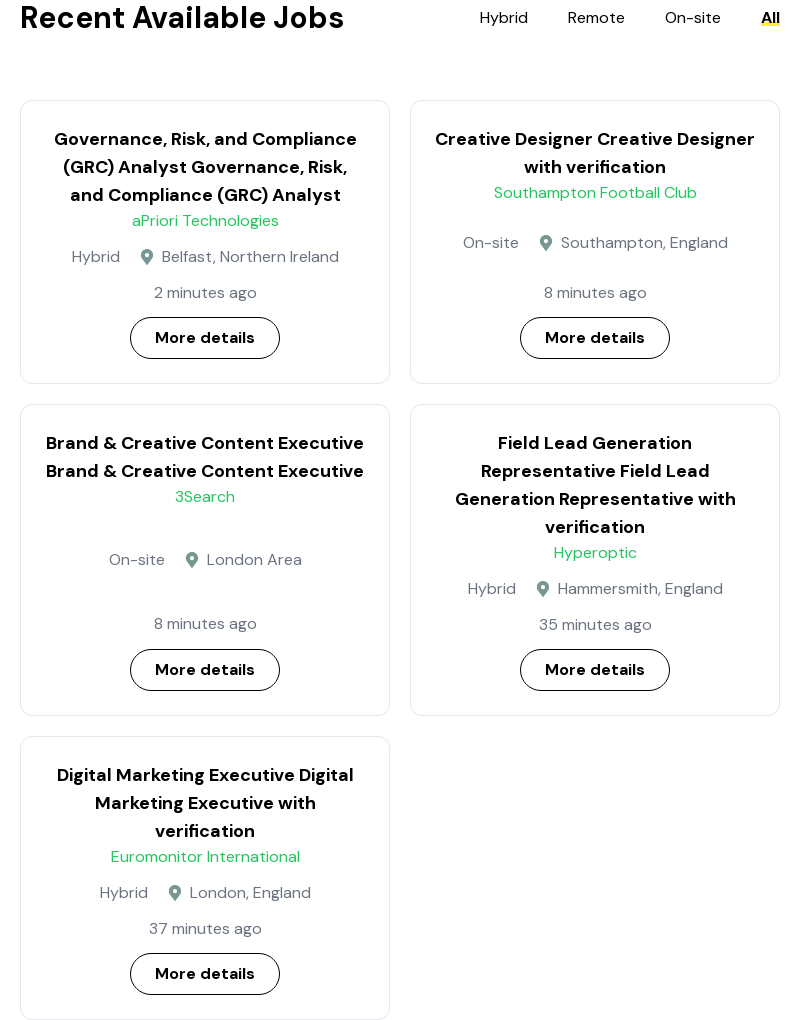 Recent Available Jobs
Hybrid Remote On-site All
Governance, Risk, and Compliance
(GRC) Analyst Governance, Risk,
and Compliance (GRC) Analyst
aPriori Technologies
Hybrid Belfast, Northern Ireland
2 minutes ago
More details
Creative Designer Creative Designer
with verification
Southampton Football Club
On-site Southampton, England
8 minutes ago
More details
Brand & Creative Content Executive
Brand & Creative Content Executive
3Search
On-site London Area
8 minutes ago
More details
Field Lead Generation
Representative Field Lead
Generation Representative with
verification
Hyperoptic
Hybrid Hammersmith, England
35 minutes ago
More details
Digital Marketing Executive Digital
Marketing Executive with
verification
Euromonitor International
Hybrid London, England
37 minutes ago
More details